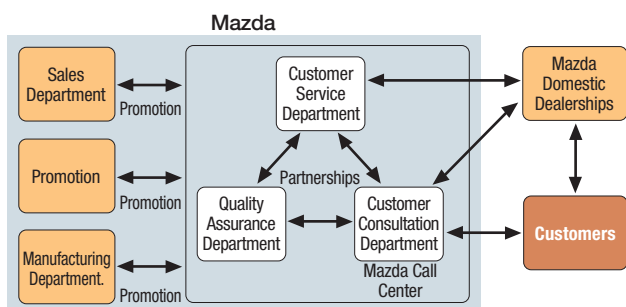 Mazda
Sales
Department
Promotion
Promotion
Promotion
Manufacturing
Department.
Promotion
Customer
Service
Department
Partnerships
Quality
Assurance
Department
Customer
Consultation
Department
Mazda Call
Center
Mazda
Domestic
Dealerships
Customers